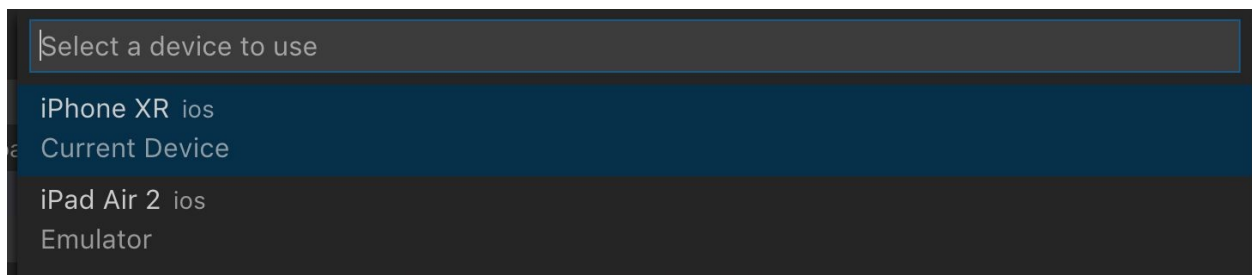 Select a device to use
iPhone XR ios
Current Device
iPad Air 2 ios
Emulator